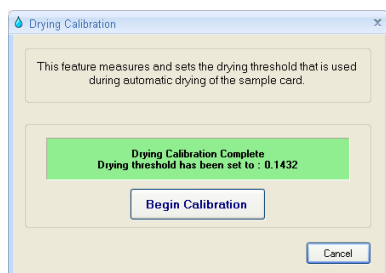 Drying Calibration
This feature measures and sets the drying threshold that is used
during automatic drying of the sample card.
Drying Calibration Complete
Drying threshold has been set to : 0.1432
Begin Calibration
Cancel